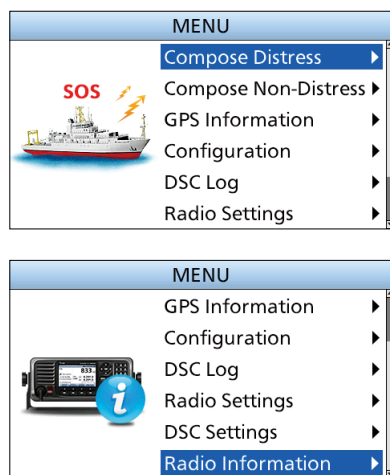 MENU
Compose Distress
SOS
Compose Non-Distress
GPS Information
Configuration
DSC Log
Radio Settings
MENU
GPS Information
Configuration
DSC Log
Radio Settings
833
DSC Settings
i
Radio Information